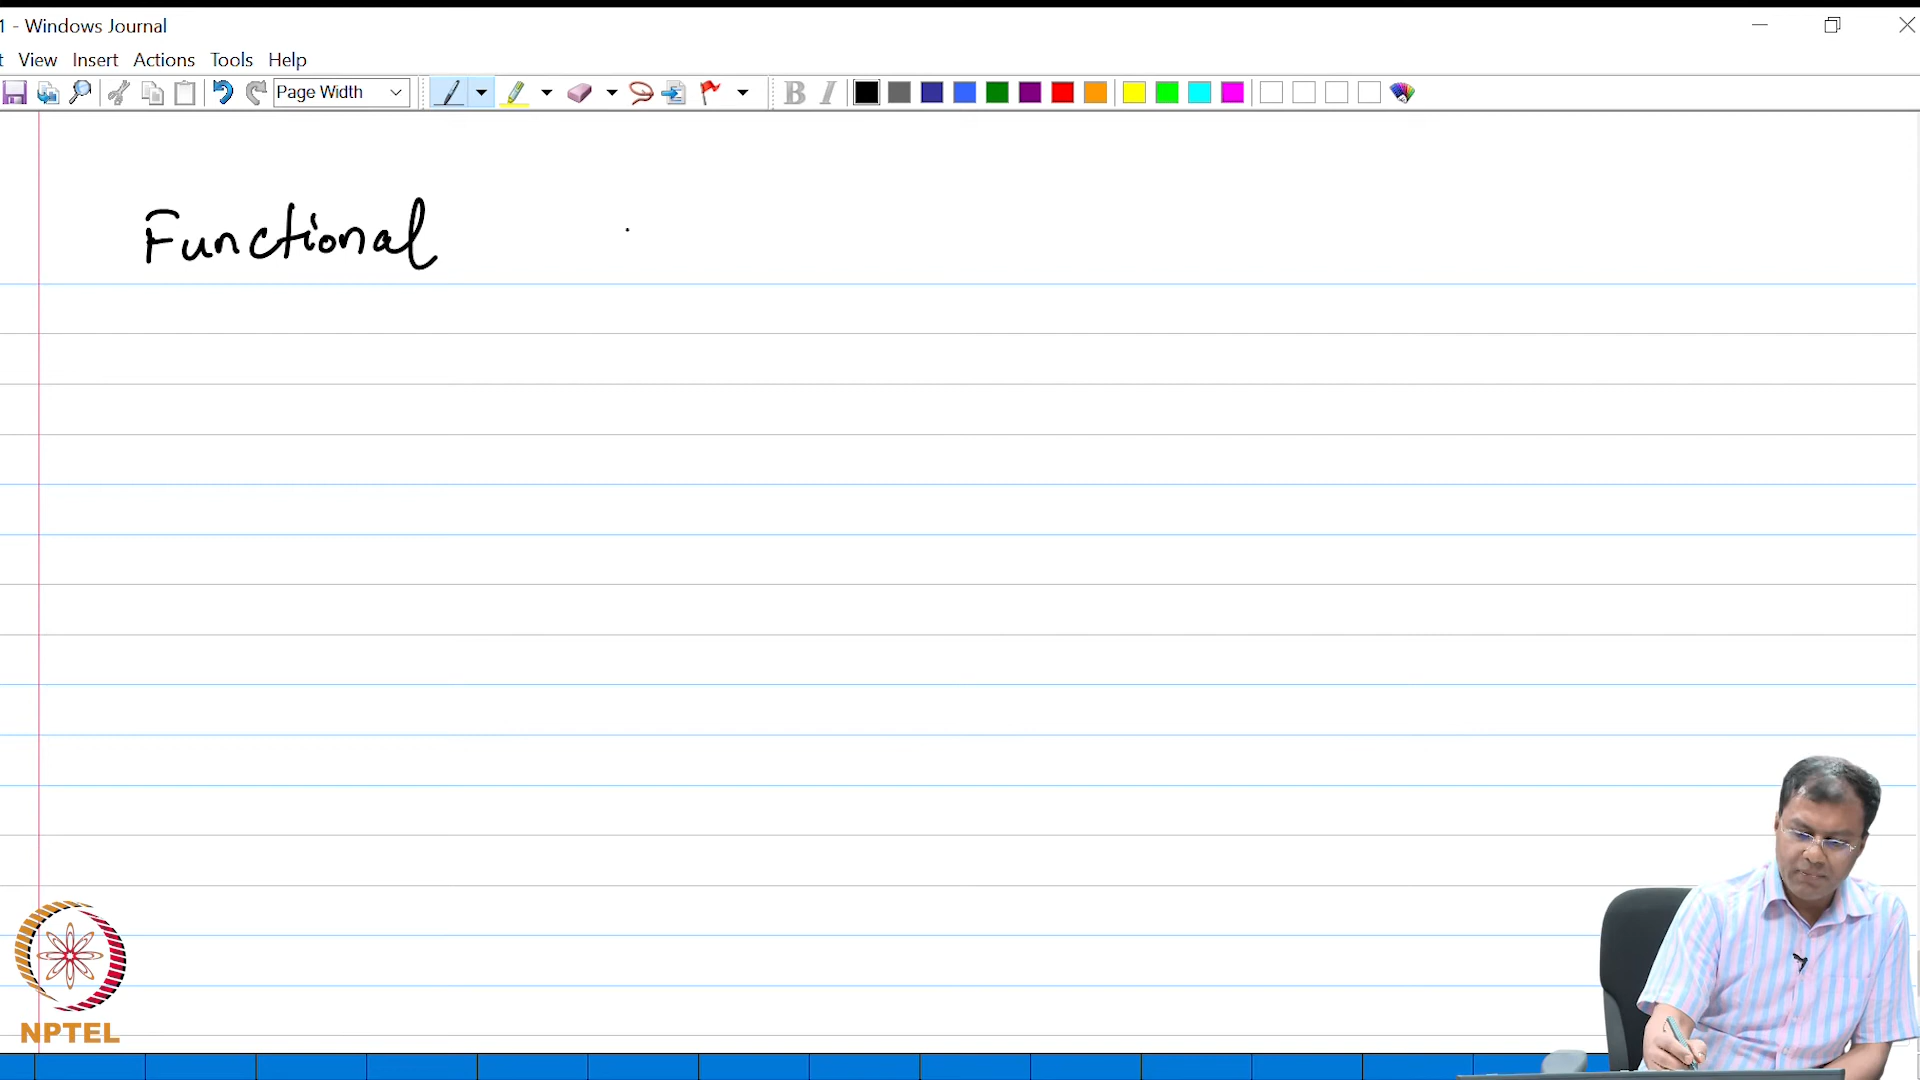 1 - Windows Journal
t View Insert Actions Tools Help
Page Width B I
Functional
NPTEL